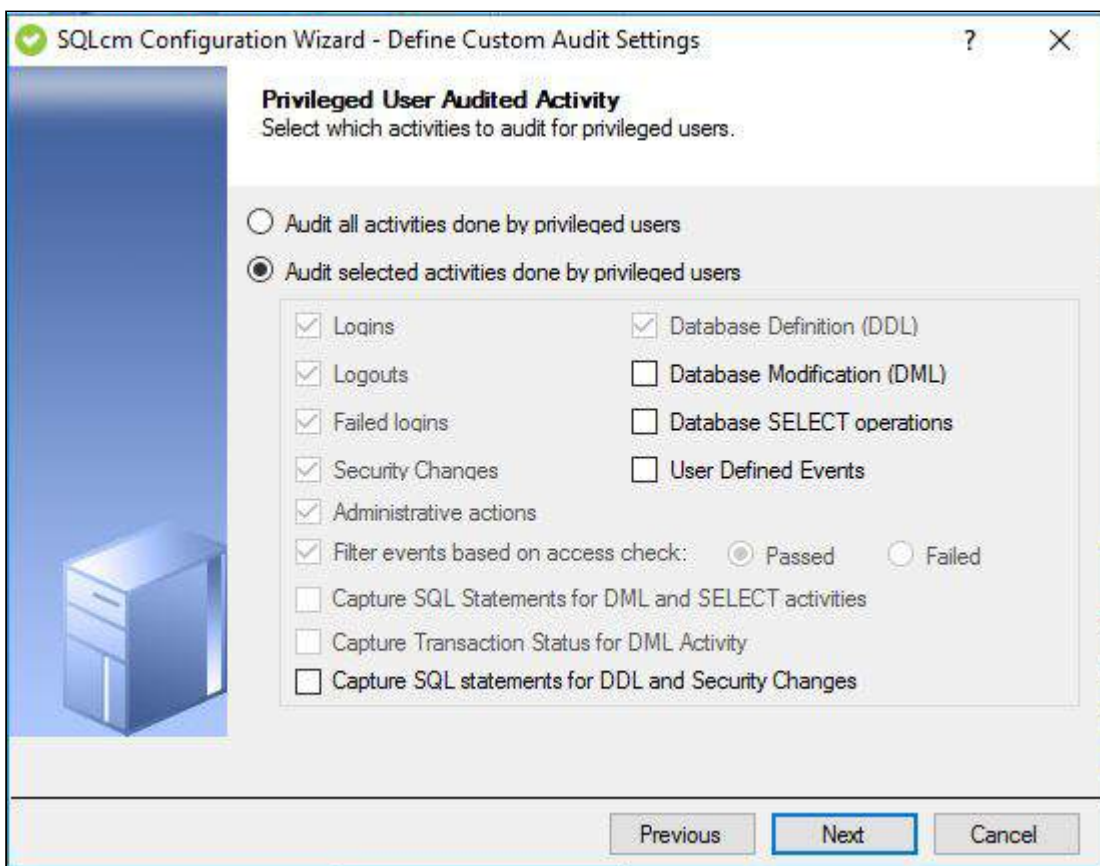 SQLcm Configuration Wizard - Define Custom Audit Settings ?
Privileged User Audited Activity
Select which activities to audit for privileged users.
Audit all activities done by privileged users
Audit selected activities done by privileged users
Logins Database Definition (DDL)
Logouts Database Modification (DML)
Failed logins Database SELECT operations
Security Changes User Defined Events
Administrative actions
Filter events based on access check: Passed Failed
Capture SQL Statements for DML and SELECT activities
Capture Transaction Status for DML Activity
Capture SQL statements for DDL and Security Changes
Previous Next Cancel